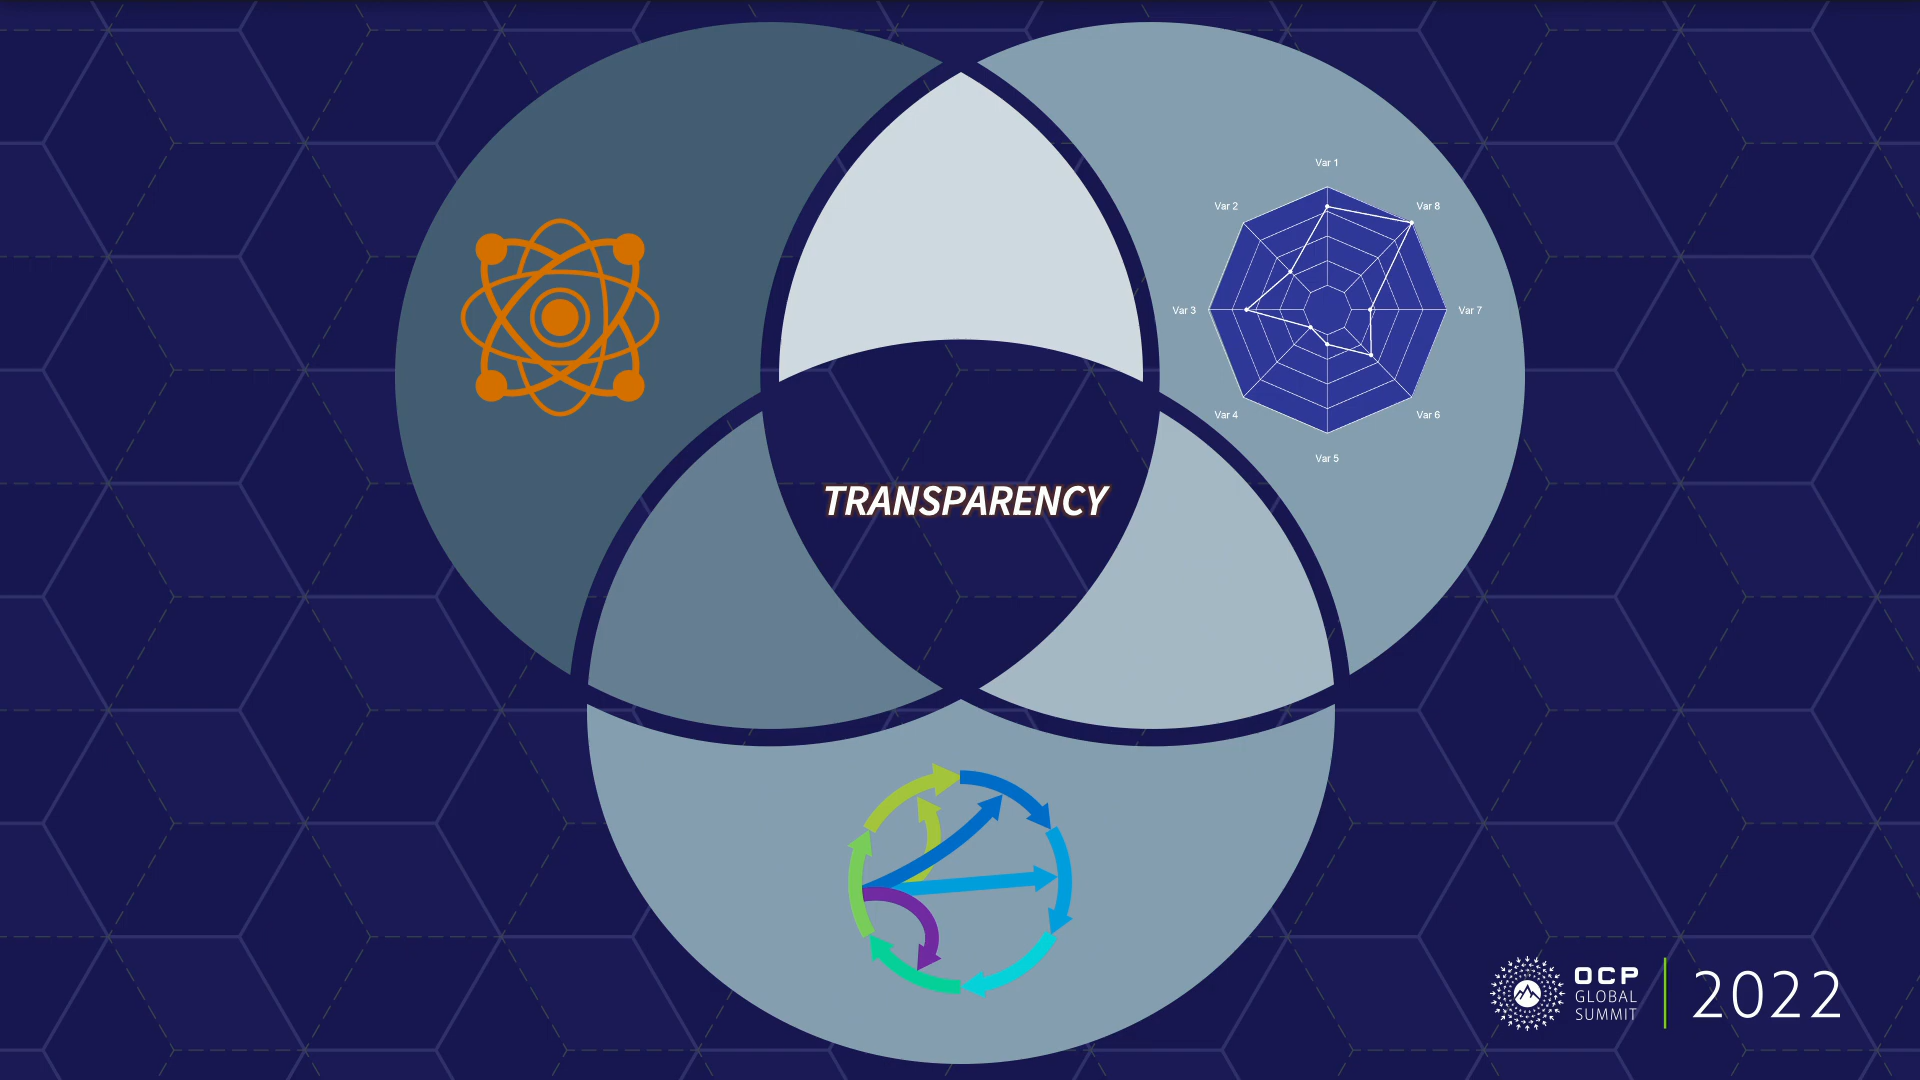 Var 1
Var 2
Var 8
Var 3
Var 7
Var 4
Var 6
Var 5
TRANSPARENCY
OCP
GLOBAL
SUMMIT
2022